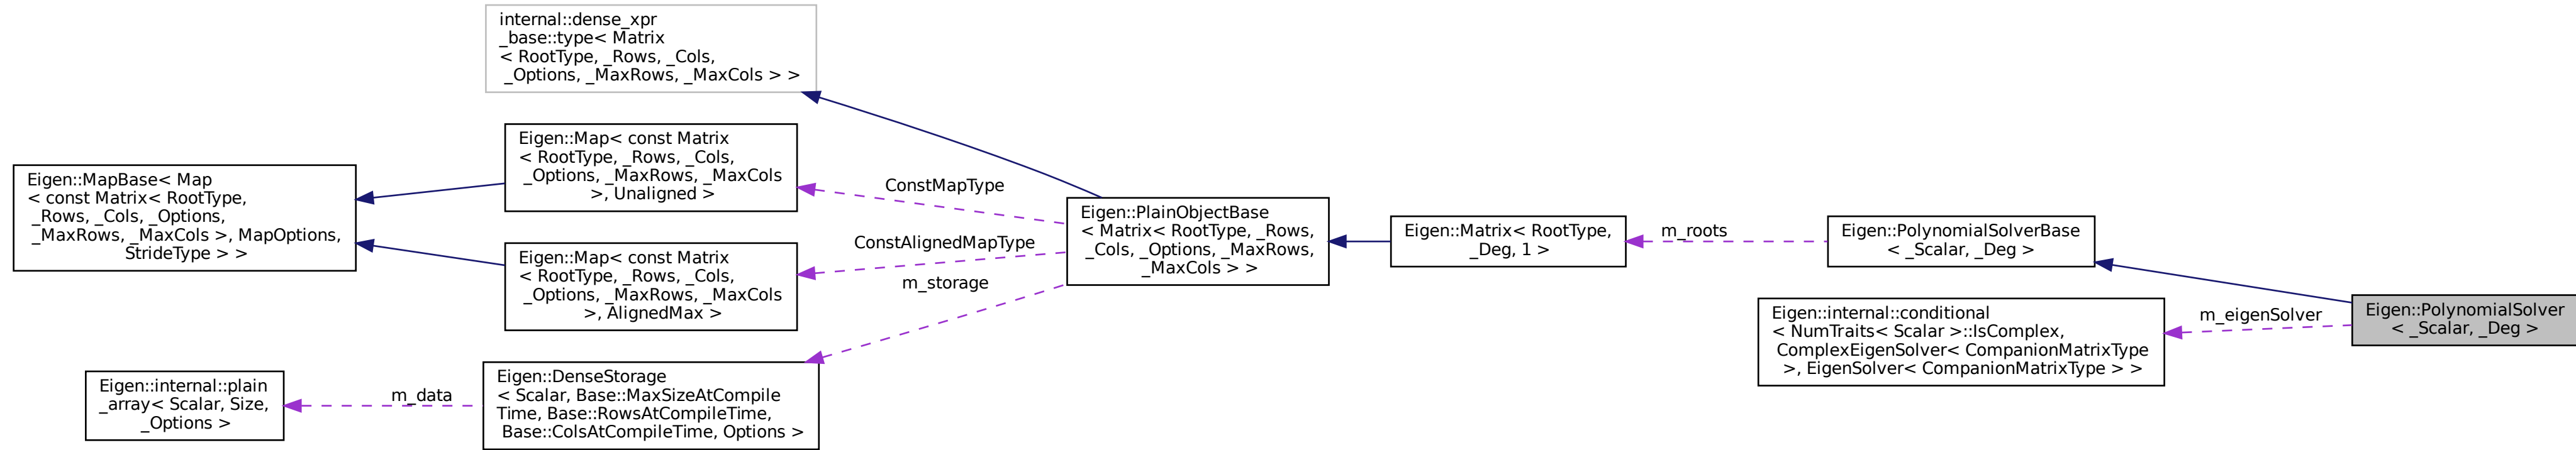 internal::dense_xpr
_base::type< Matrix
< RootType, _Rows, _Cols,
_Options, _MaxRows, _MaxCols > >
Eigen::Map< const Matrix
< RootType, _Rows, _Cols,
_Options, _MaxRows, _MaxCols
>, Unaligned >
Eigen::MapBase< Map
< const Matrix< RootType,
_Rows, _Cols, _Options,
_MaxRows, _MaxCols >, MapOptions,
StrideType > >
Eigen::Map< const Matrix
< RootType, _Rows, _Cols,
_Options, _MaxRows, _MaxCols
>, AlignedMax >
Eigen::internal::plain
_array< Scalar, Size,
_Options >
m_data
Eigen::DenseStorage
< Scalar, Base::MaxSizeAtCompile
Time, Base::RowsAtCompileTime,
Base::ColsAtCompileTime, Options >
ConstMapType
ConstAlignedMapType
m_storage
Eigen::PlainObjectBase
< Matrix< RootType, _Rows,
_Cols, _Options, _MaxRows,
_MaxCols > >
Eigen::Matrix< RootType,
_Deg, 1 >
m_roots
Eigen::PolynomialSolverBase
< _Scalar, _Deg >
Eigen::internal::conditional
< NumTraits< Scalar >::IsComplex,
ComplexEigenSolver< CompanionMatrixType
>, EigenSolver< CompanionMatrixType > >
m_eigenSolver
Eigen::PolynomialSolver
< _Scalar, _Deg >